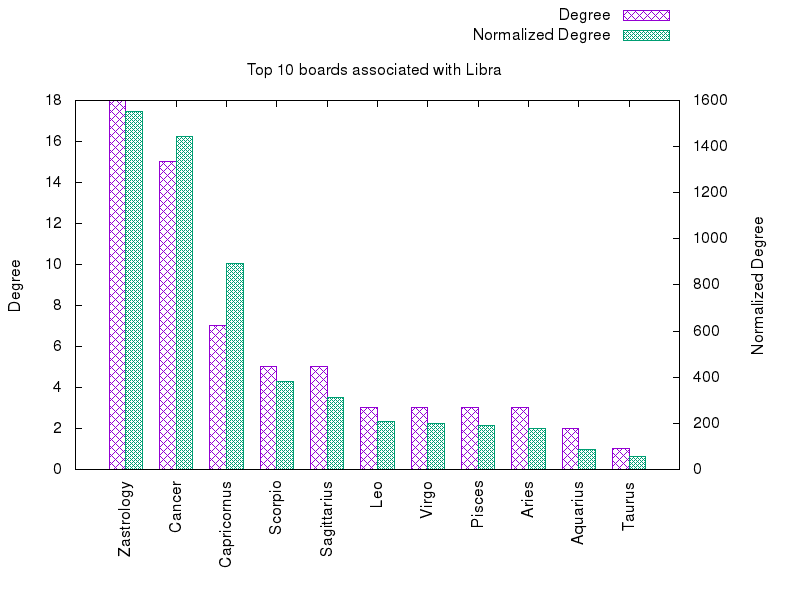 Degree
Normalized Degree
Top 10 boards associated with Libra
18
16
14
12
10
8
6
4
2
0
Degree
1600
1400
1200
1000
800
600
400
200
0
Normalized Degree
Zastrology
Cancer
Capricornus
Scorpio
Sagittarius
Leo
Virgo
Pisces
Aries
Aquarius
Taurus